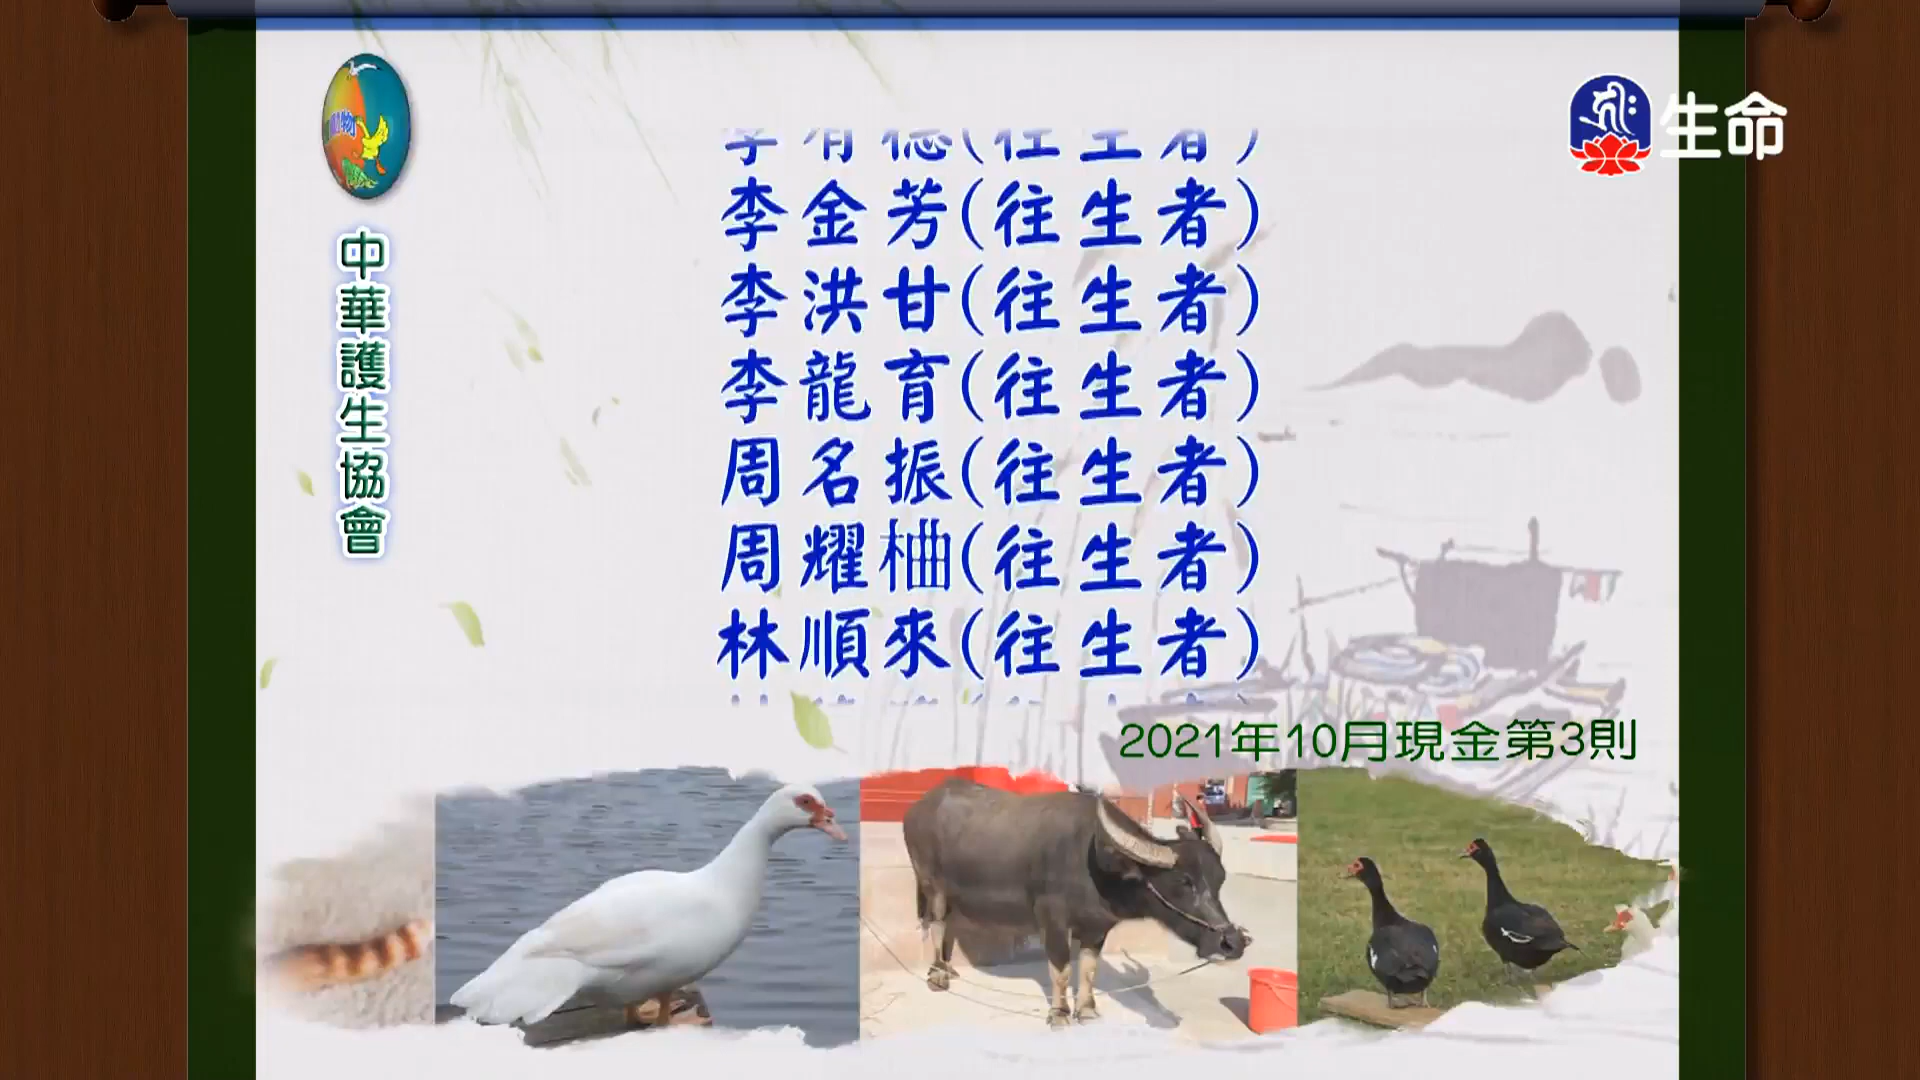 動物
中華護生協會
生命
李金芳(往生者)
李洪甘(往生者)
李龍育(往生者)
周名振(往生者)
周耀柚(往生者)
林順來(往生者)
2021年10月現金第3則